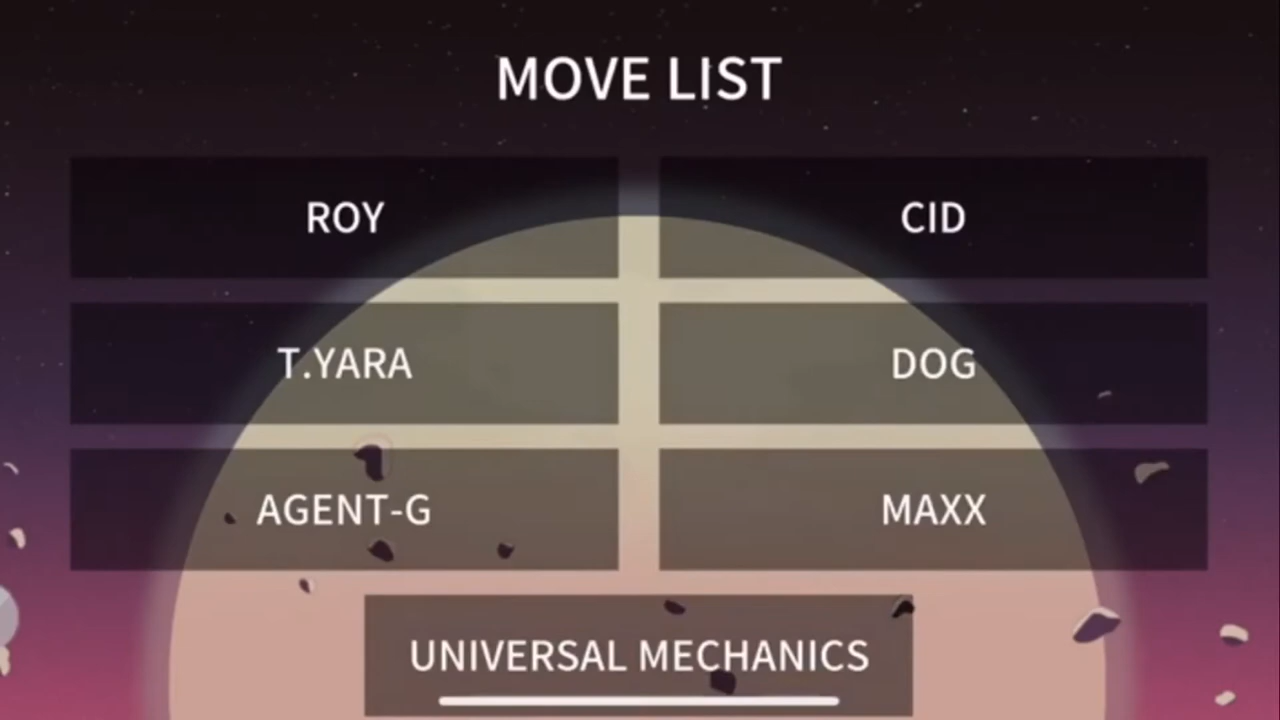 MOVE LIST
ROY
CID
T.YARA
DOG
AGENT-G
MAXX
UNIVERSAL MECHANICS